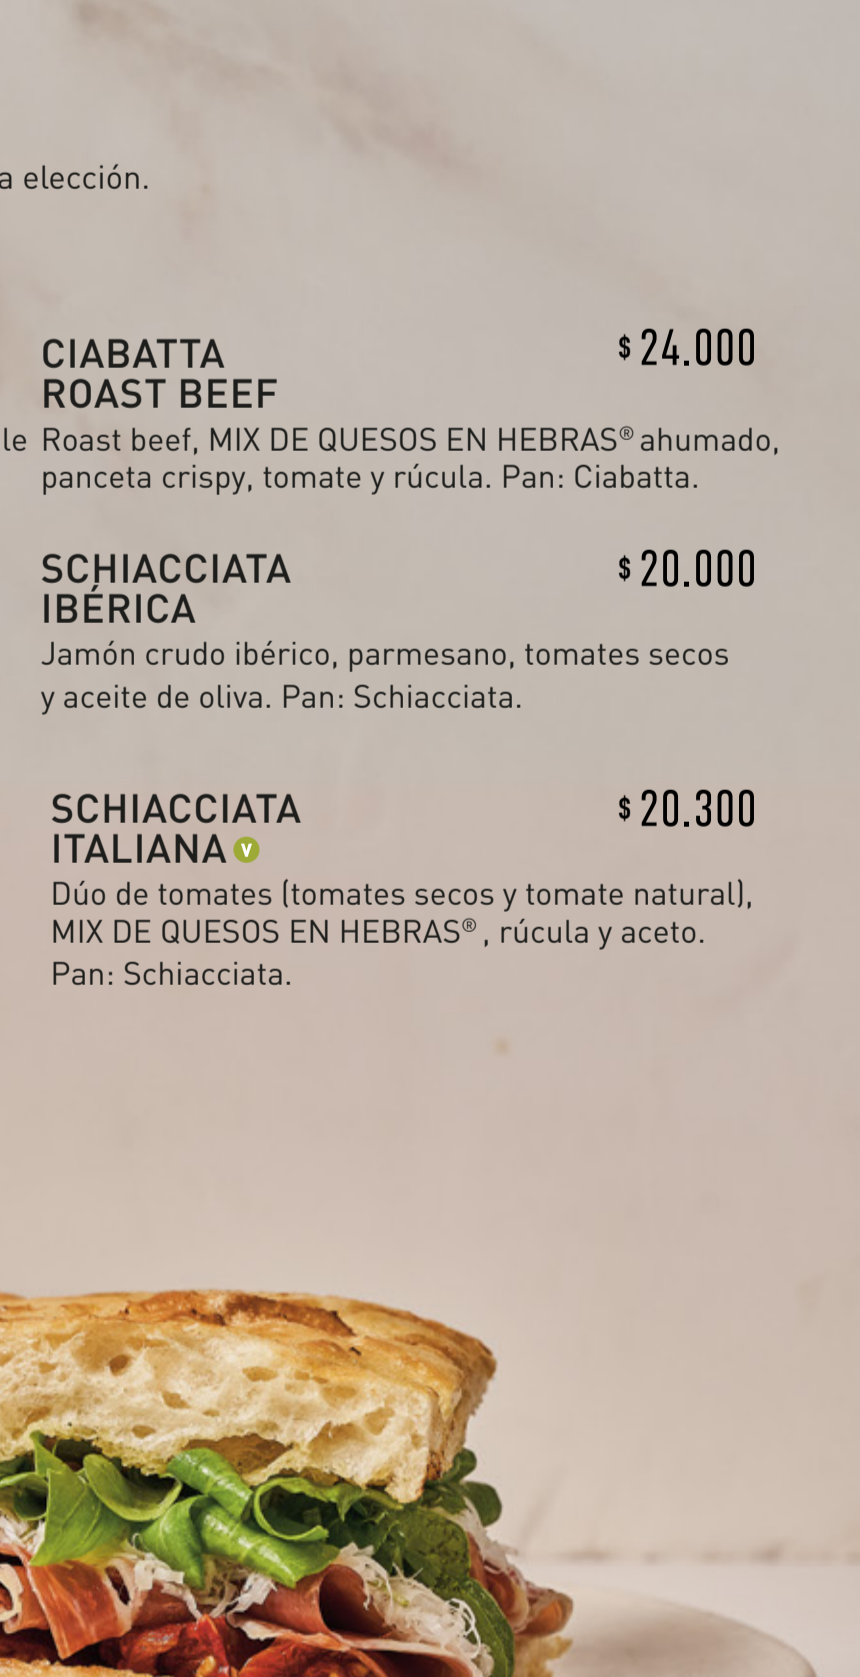 a elección.
CIABATTA
ROAST BEEF
$ 24.000
le
Roast beef, MIX DE QUESOS EN HEBRAS® ahumado,
panceta crispy, tomate y rúcula. Pan: Ciabatta.
SCHIACCIATA
IBÉRICA
$ 20.000
Jamón crudo ibérico, parmesano, tomates secos
y aceite de oliva. Pan: Schiacciata.
SCHIACCIATA
ITALIANA V
$ 20.300
Dúo de tomates (tomates secos y tomate natural),
MIX DE QUESOS EN HEBRAS® , rúcula y aceto.
Pan: Schiacciata.